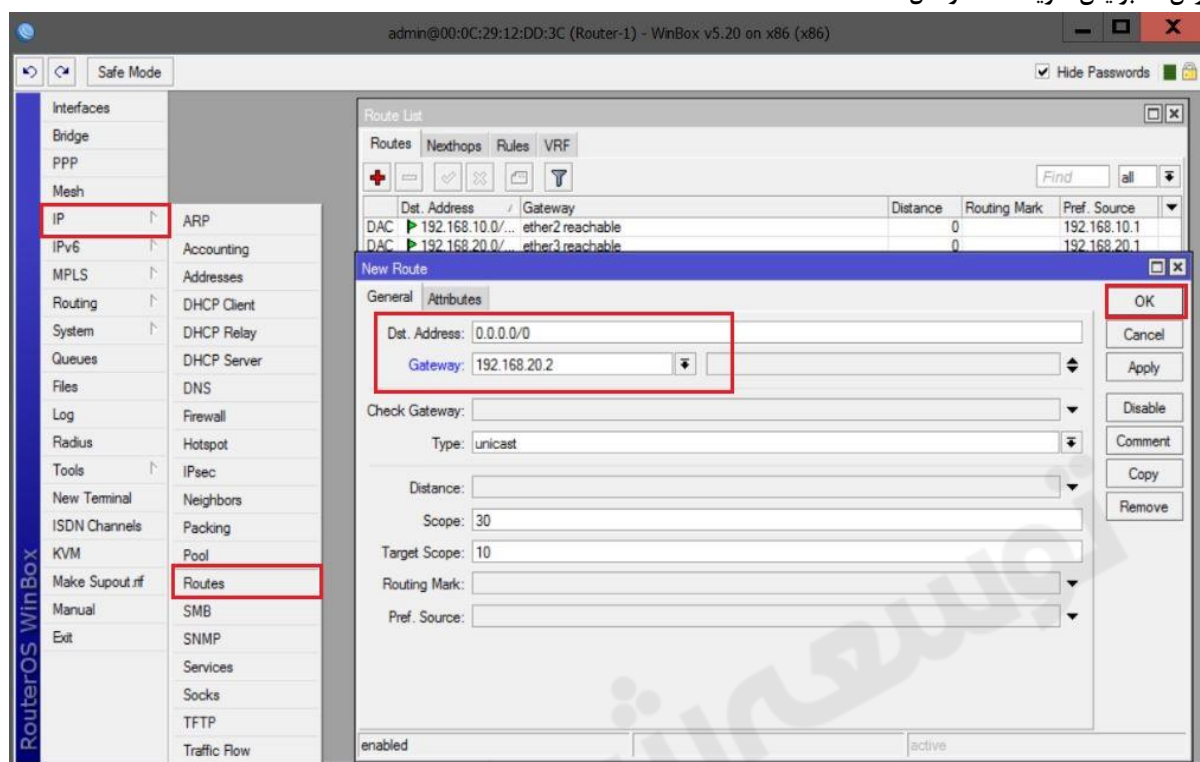 admin@00:0C:29:12:DD:3C (Router-1) - WinBox v5.20 on x86 (x86)
Safe Mode
Hide Passwords
RouterOS WinBox
Interfaces
Bridge
PPP
Mesh
IP
IPv6
MPLS
Routing
System
Queues
Files
Log
Radius
Tools
New Terminal
ISDN Channels
KVM
Make Supout.rif
Manual
Exit
ARP
Accounting
Addresses
DHCP Client
DHCP Relay
DHCP Server
DNS
Firewall
Hotspot
IPsec
Neighbors
Packing
Pool
Routes
SMB
SNMP
Services
Socks
TFTP
Traffic Flow
Route List
Routes Nexthops Rules VRF
Find all
Dst. Address Gateway Distance Routing Mark Pref. Source
DAC 192.168.10.0/... ether2 reachable 0 192.168.10.1
DAC 192.168.20.0/... ether3 reachable 0 192.168.20.1
New Route
General Attributes
Dst. Address: 0.0.0.0/0
Gateway: 192.168.20.2
Check Gateway:
Type: unicast
Distance:
Scope: 30
Target Scope: 10
Routing Mark:
Pref. Source:
OK
Cancel
Apply
Disable
Comment
Copy
Remove
enabled active